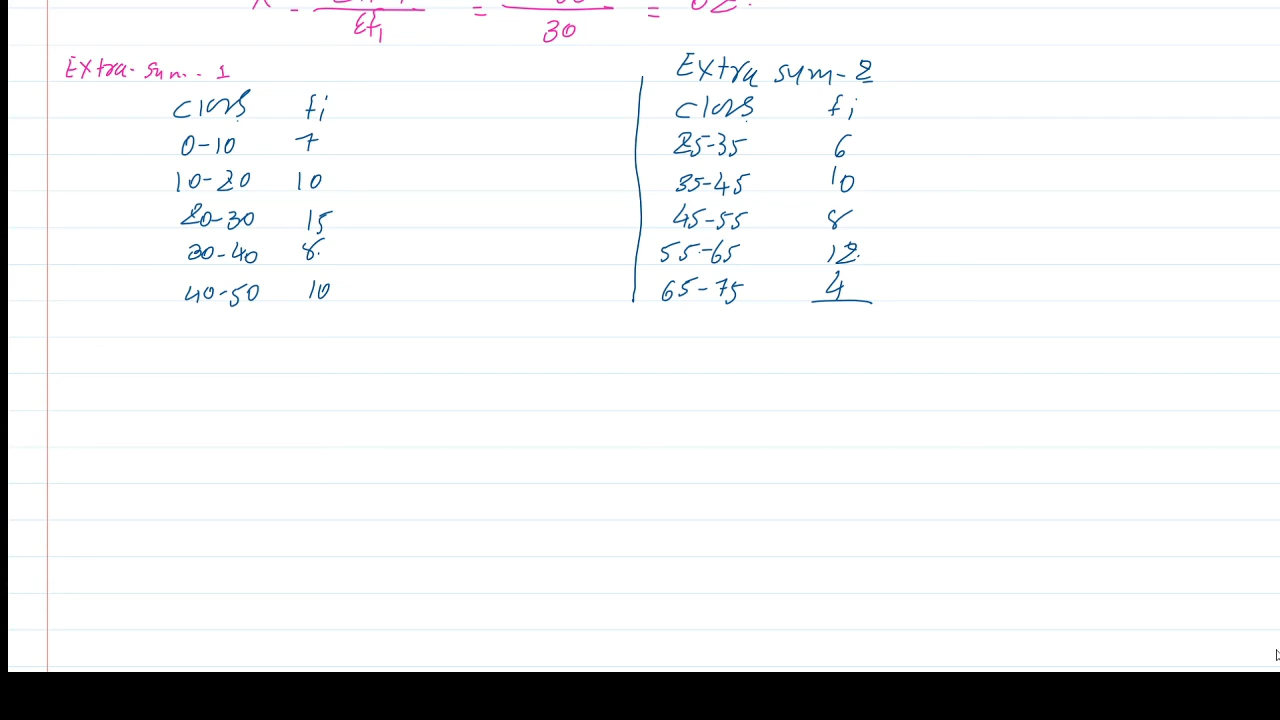 Σf1 = 30 =
Extra-sum-1
Class fi
0-10 7
10-20 10
20-30 15
30-40 8
40-50 10
Extra sum-2
Class fi
25-35 6
35-45 10
45-55 8
55-65 12
65-75 4